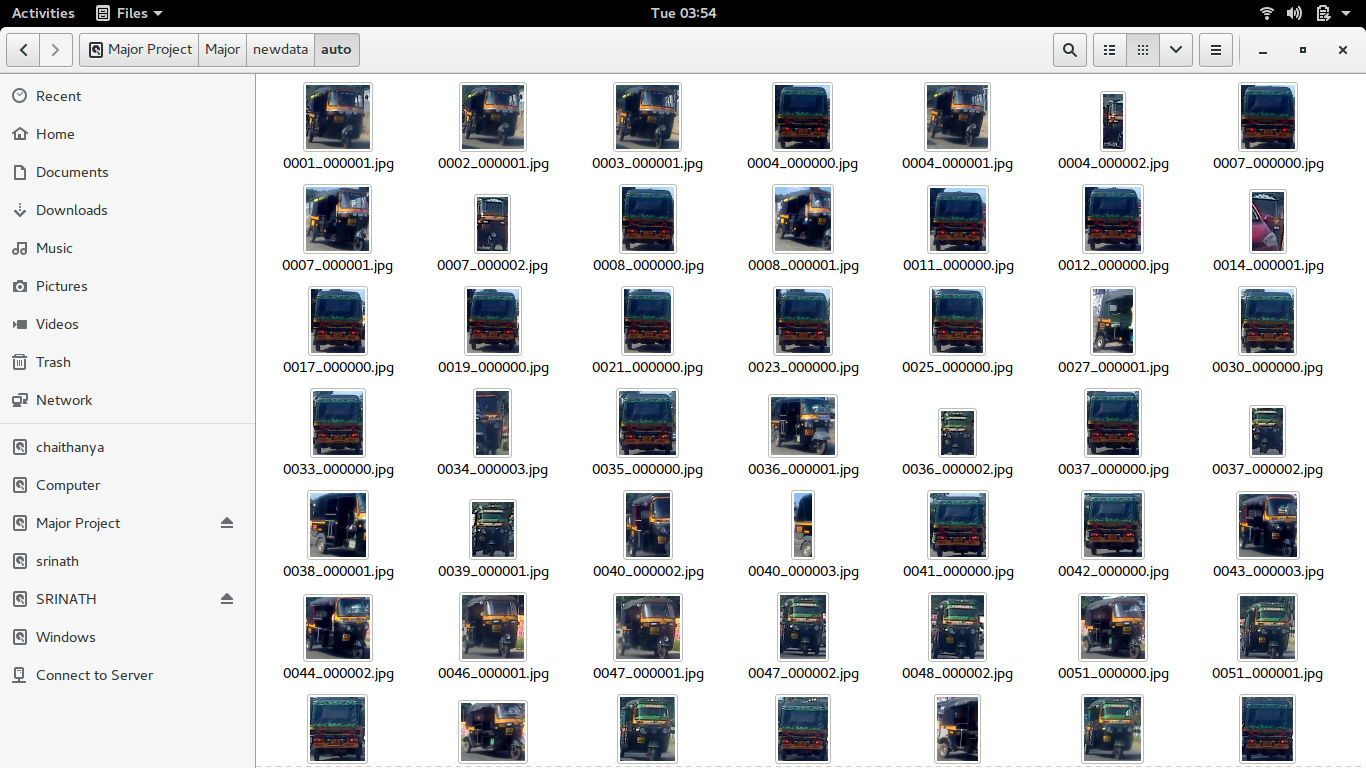 Activities Files Tue 03:54
Major Project Major newdata auto
Recent
Home
Documents
Downloads
Music
Pictures
Videos
Trash
Network
chaithanya
Computer
Major Project
srinath
SRINATH
Windows
Connect to Server
0001_000001.jpg 0002_000001.jpg 0003_000001.jpg 0004_000000.jpg 0004_000001.jpg 0004_000002.jpg 0007_000000.jpg
0007_000001.jpg 0007_000002.jpg 0008_000000.jpg 0008_000001.jpg 0011_000000.jpg 0012_000000.jpg 0014_000001.jpg
0017_000000.jpg 0019_000000.jpg 0021_000000.jpg 0023_000000.jpg 0025_000000.jpg 0027_000001.jpg 0030_000000.jpg
0033_000000.jpg 0034_000003.jpg 0035_000000.jpg 0036_000001.jpg 0036_000002.jpg 0037_000000.jpg 0037_000002.jpg
0038_000001.jpg 0039_000001.jpg 0040_000002.jpg 0040_000003.jpg 0041_000000.jpg 0042_000000.jpg 0043_000003.jpg
0044_000002.jpg 0046_000001.jpg 0047_000001.jpg 0047_000002.jpg 0048_000002.jpg 0051_000000.jpg 0051_000001.jpg